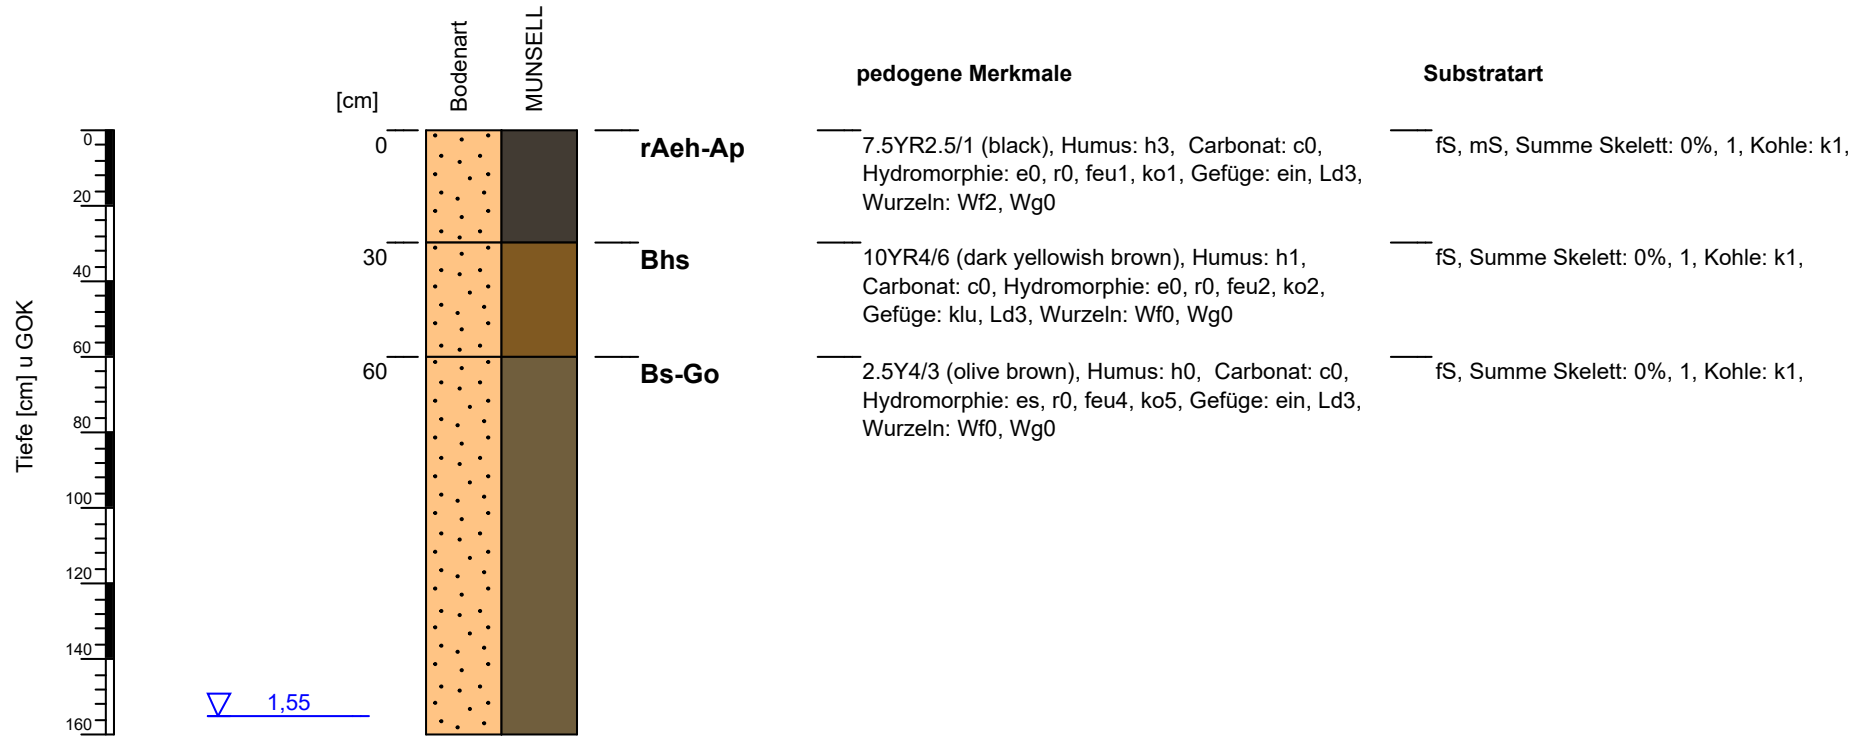 Bodenart
MUNSELL
pedogene Merkmale
Substratart
[cm]
0
rAeh-Ap
7.5YR2.5/1 (black), Humus: h3, Carbonat: c0,
Hydromorphie: e0, r0, feu1, ko1, Gefüge: ein, Ld3,
Wurzeln: Wf2, Wg0
fS, mS, Summe Skelett: 0%, 1, Kohle: k1,
30
Bhs
10YR4/6 (dark yellowish brown), Humus: h1,
Carbonat: c0, Hydromorphie: e0, r0, feu2, ko2,
Gefüge: klu, Ld3, Wurzeln: Wf0, Wg0
fS, Summe Skelett: 0%, 1, Kohle: k1,
60
Bs-Go
2.5Y4/3 (olive brown), Humus: h0, Carbonat: c0,
Hydromorphie: es, r0, feu4, ko5, Gefüge: ein, Ld3,
Wurzeln: Wf0, Wg0
fS, Summe Skelett: 0%, 1, Kohle: k1,
Tiefe [cm] u GOK
0
20
40
60
80
100
120
140
160
1,55